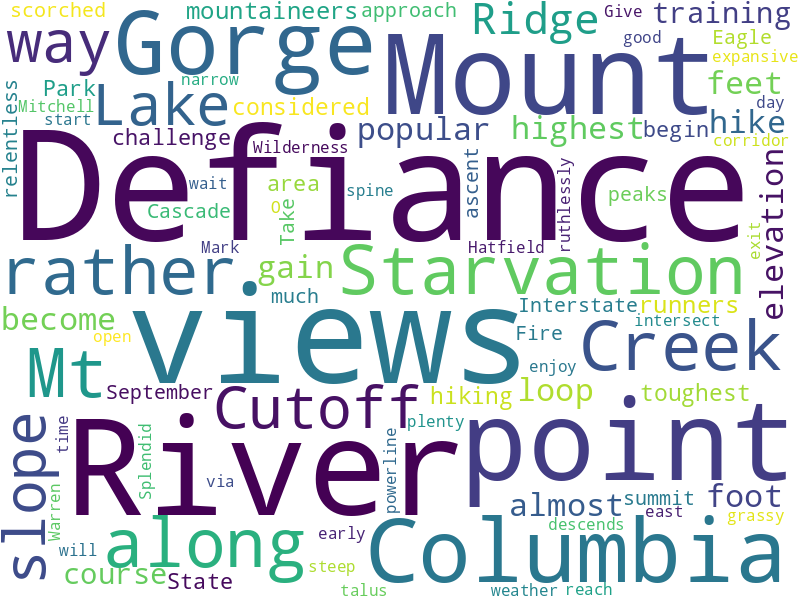 scorched
mountaineers
approach
Ridge
Give
training
way
Gorge
Mount
good
Eagle
expansive
narrow
Park
Lake
considered
feet
day
Mitchell
start
relentless
challenge
Wilderness
popular
highest
begin
hike
corridor
Defiance
wait
area
spine
ascent
ruthlessly
peaks
elevation
Cascade
O
Take
Mark
Hatfield
exit
rather
gain
Starvation
much
views
Interstate
runners
become
intersect
open
Fire
Creek
Mt
enjoy
September
Cutoff
hiking
loop
toughest
slope
time
River
plenty
point
Splendid
via
powerline
Warren
almost
summit
foot
east
grassy
along
early
descends
Columbia
will
course
State
steep
talus
weather
reach